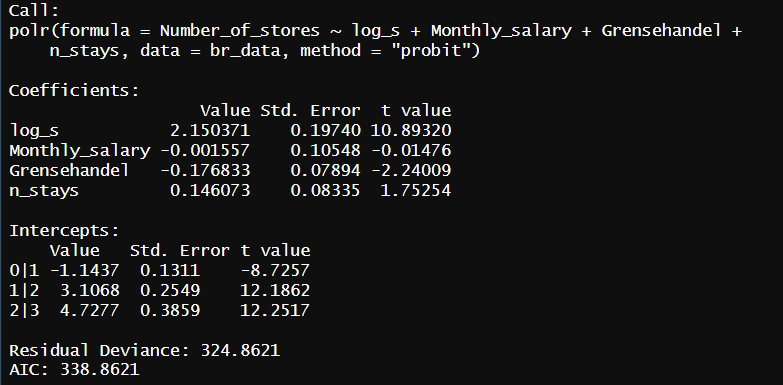 Call:
polr(formula = Number_of_stores ~ log_s + Monthly_salary + Grensehandel +
    n_stays, data = br_data, method = "probit")

Coefficients:
                   Value Std. Error  t value
log_s           2.150371    0.19740 10.89320
Monthly_salary -0.001557    0.10548 -0.01476
Grensehandel   -0.176833    0.07894 -2.24009
n_stays         0.146073    0.08335  1.75254

Intercepts:
    Value   Std. Error t value
0|1 -1.1437  0.1311    -8.7257
1|2  3.1068  0.2549    12.1862
2|3  4.7277  0.3859    12.2517

Residual Deviance: 324.8621
AIC: 338.8621